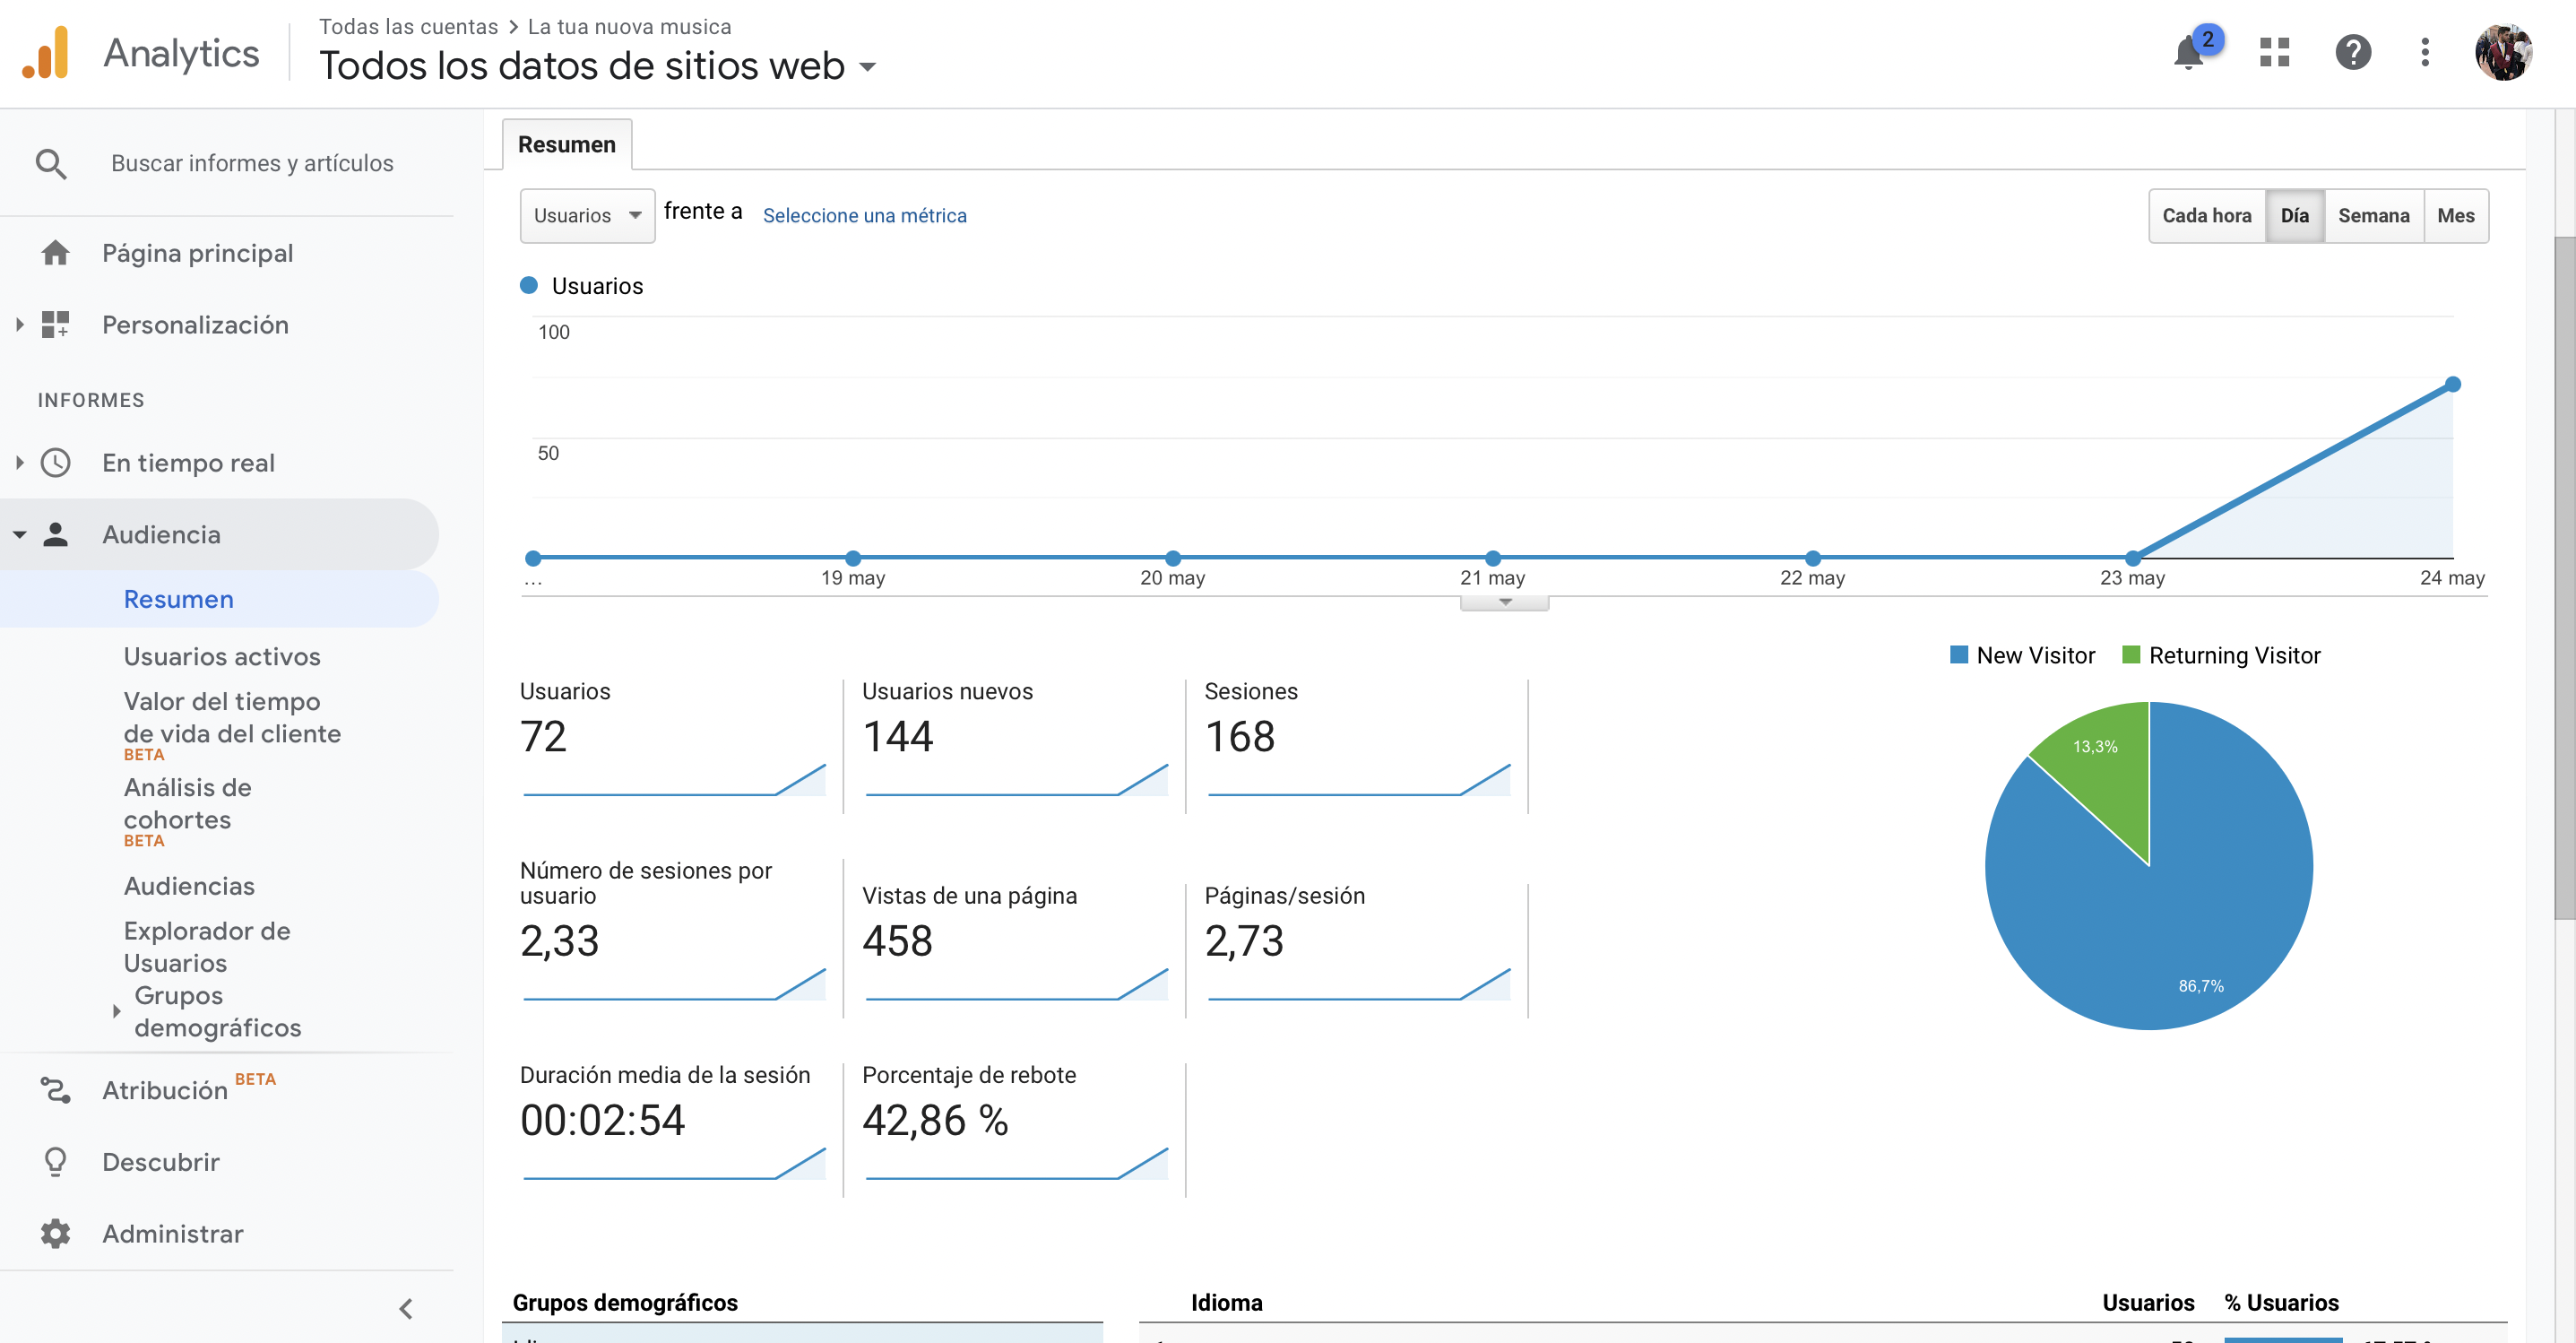 Analytics
Todas las cuentas > La tua nuova musica
Todos los datos de sitios web
2
Buscar informes y artículos
Página principal
Personalización
INFORMES
En tiempo real
Audiencia
Resumen
Usuarios activos
Valor del tiempo
de vida del cliente
BETA
Análisis de
cohortes
BETA
Audiencias
Explorador de
Usuarios
Grupos
demográficos
Atribución BETA
Descubrir
Administrar
Resumen
Usuarios frente a Seleccione una métrica
Cada hora Día Semana Mes
Usuarios
100
50
... 19 may 20 may 21 may 22 may 23 may 24 may
New Visitor Returning Visitor
13,3%
86,7%
Usuarios
72
Usuarios nuevos
144
Sesiones
168
Número de sesiones por
usuario
2,33
Vistas de una página
458
Páginas/sesión
2,73
Duración media de la sesión
00:02:54
Porcentaje de rebote
42,86 %
Grupos demográficos
Idioma Usuarios % Usuarios